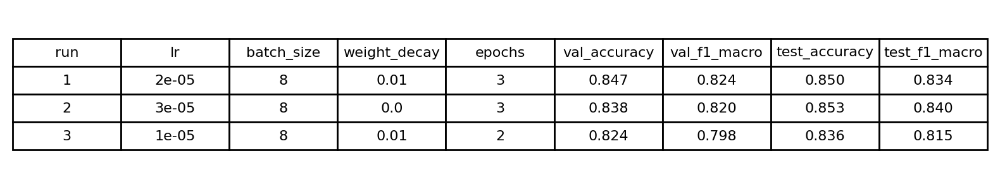 run lr batch_size weight_decay epochs val_accuracy val_f1_macro test_accuracy test_f1_macro
1 2e-05 8 0.01 3 0.847 0.824 0.850 0.834
2 3e-05 8 0.0 3 0.838 0.820 0.853 0.840
3 1e-05 8 0.01 2 0.824 0.798 0.836 0.815